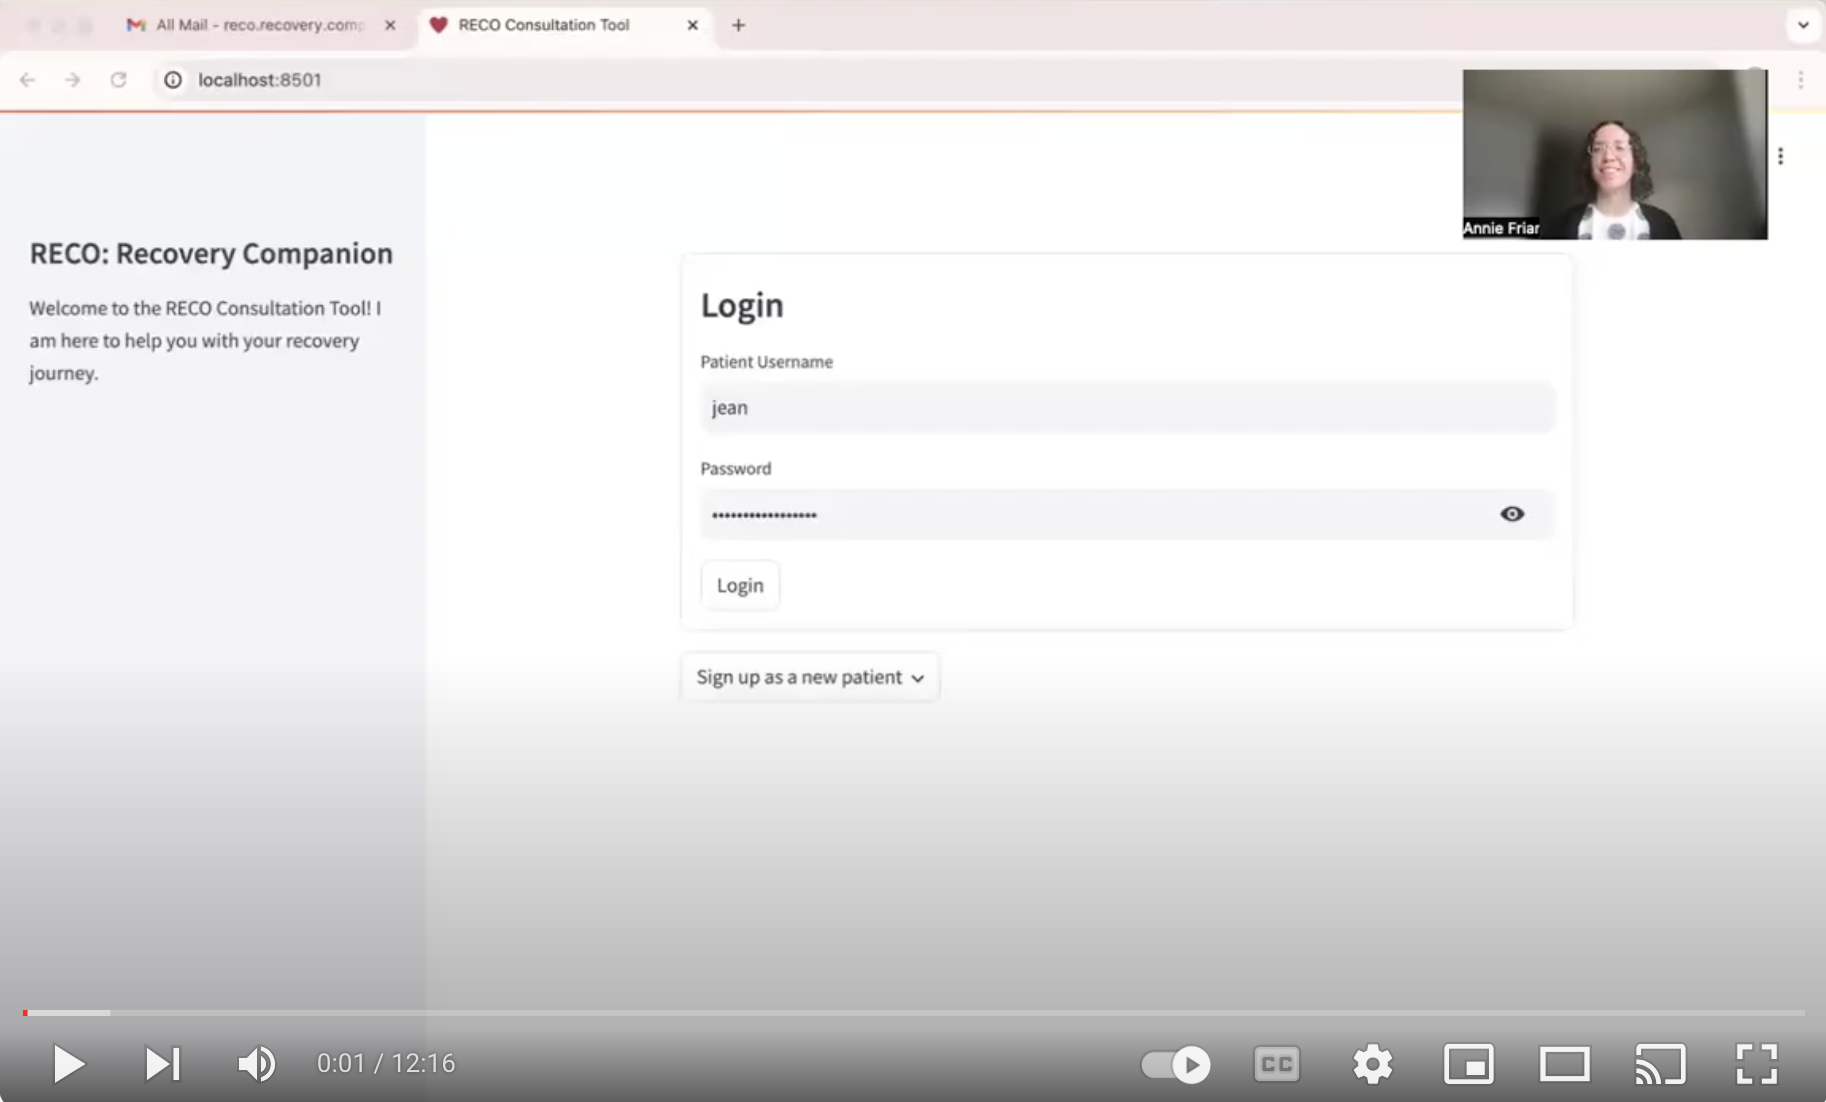 All Mail - reco.recovery.comp
RECO Consultation Tool
localhost:8501
Annie Friar
RECO: Recovery Companion
Welcome to the RECO Consultation Tool! I
am here to help you with your recovery
journey.
Login
Patient Username
jean
Password
•••••••••••••••••
Login
Sign up as a new patient
0:01 / 12:16
CC